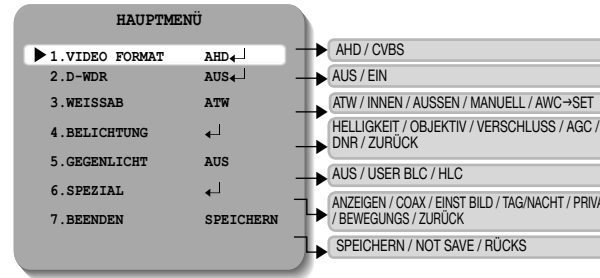 HAUPTMENÜ
1.VIDEO FORMAT AHD↵
2.D-WDR AUS↵
3.WEISSAB ATW
4.BELICHTUNG ↵
5.GEGENLICHT AUS
6.SPEZIAL ↵
7.BEENDEN SPEICHERN
AHD / CVBS
AUS / EIN
ATW / INNEN / AUSSEN / MANUELL / AWC→SET
HELLIGKEIT / OBJEKTIV / VERSCHLUSS / AGC /
DNR / ZURÜCK
AUS / USER BLC / HLC
ANZEIGEN / COAX / EINST BILD / TAG/NACHT /
/ BEWEGUNGS / ZURÜCK
SPEICHERN / NOT SAVE / RÜCKS